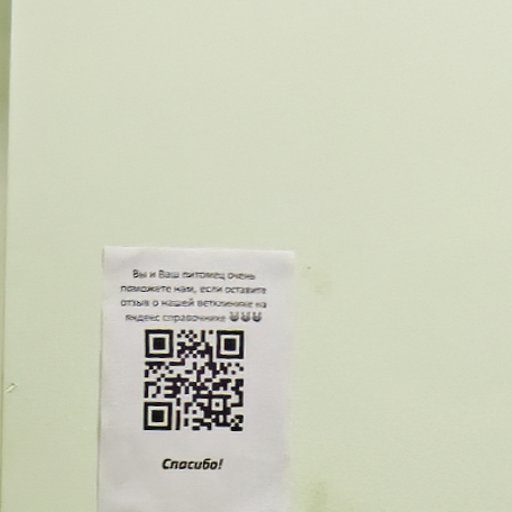 Вы и Ваш питомец очень
поможете нам, если оставите
отзыв о нашей ветклинике на
яндекс справочнике 😺😺😺
Спасибо!